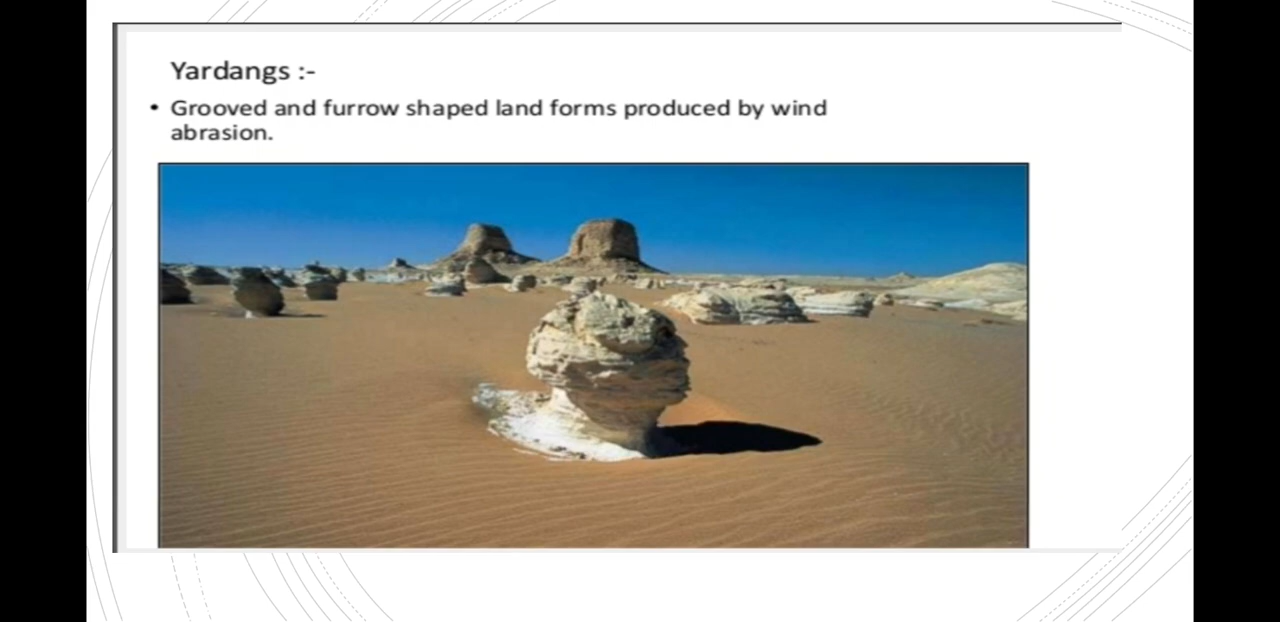 Yardangs :-
• Grooved and furrow shaped land forms produced by wind
abrasion.